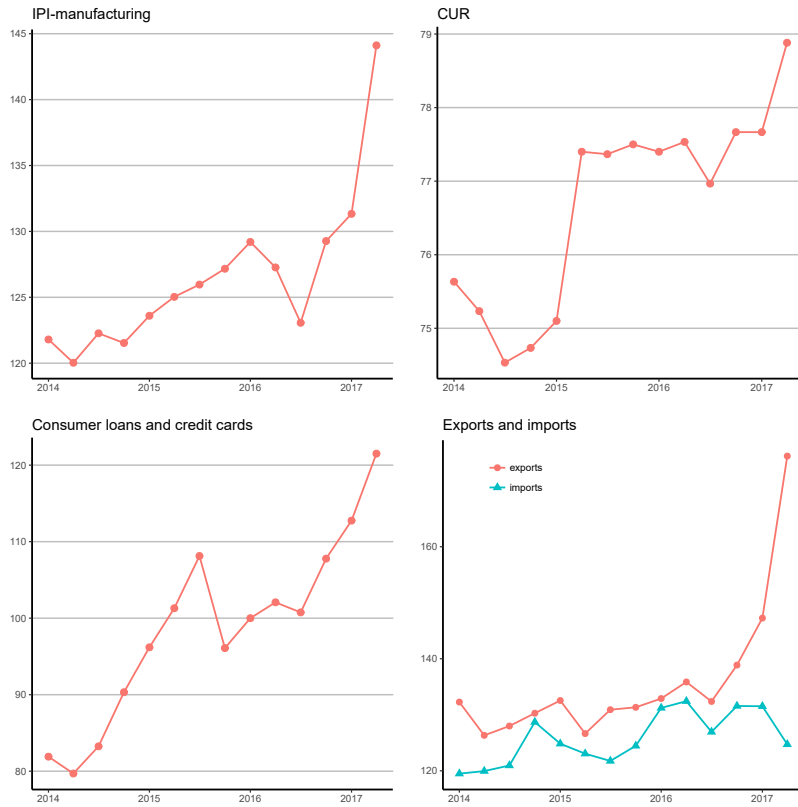 IPI-manufacturing
145
140
135
130
125
120
2014 2015 2016 2017
CUR
79
78
77
76
75
2014 2015 2016 2017
Consumer loans and credit cards
120
110
100
90
80
2014 2015 2016 2017
Exports and imports
exports
imports
160
140
120
2014 2015 2016 2017